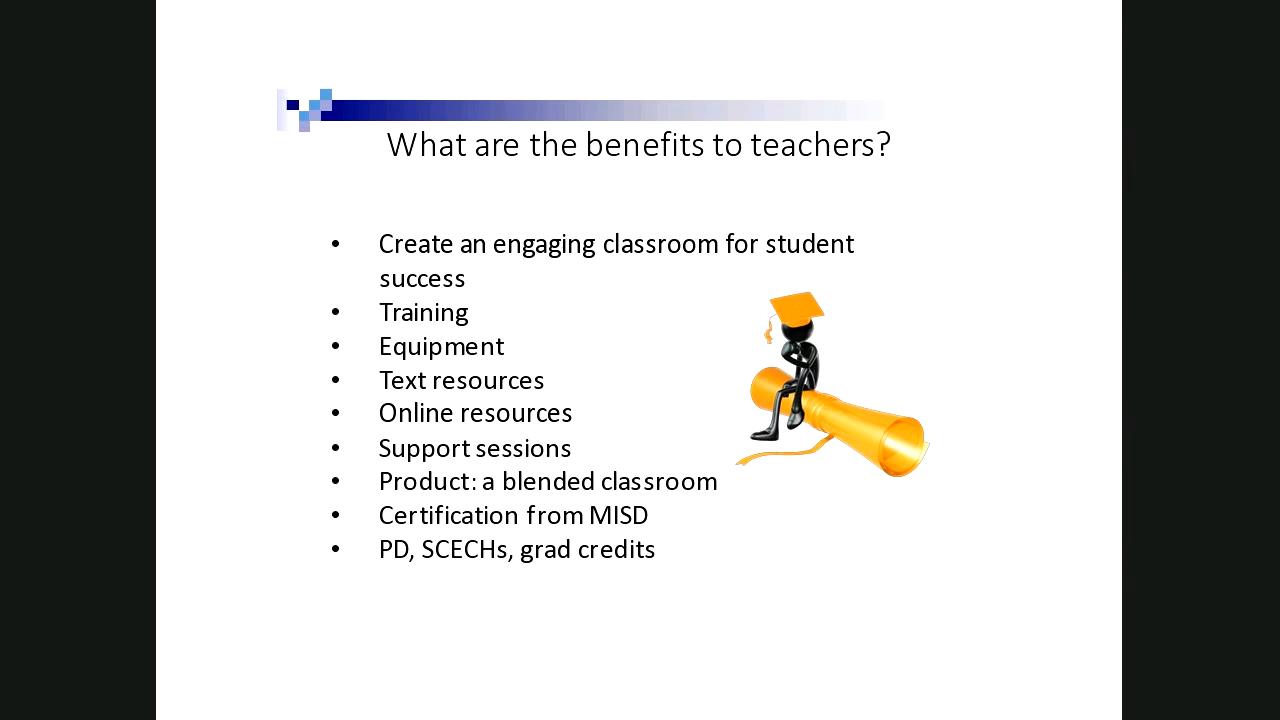 What are the benefits to teachers?
• Create an engaging classroom for student
success
• Training
• Equipment
• Text resources
• Online resources
• Support sessions
• Product: a blended classroom
• Certification from MISD
• PD, SCECHs, grad credits